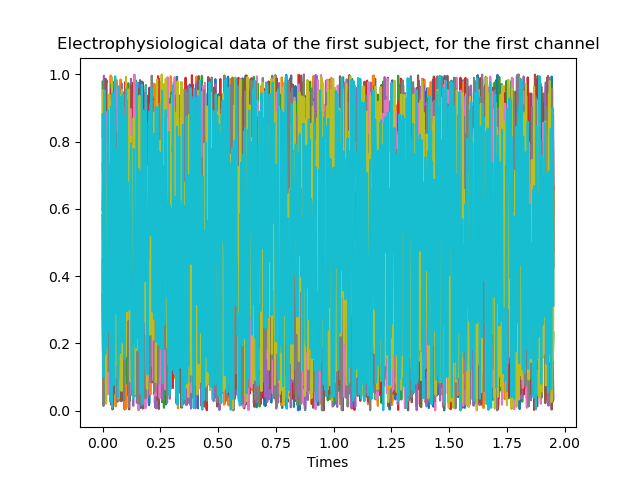 Electrophysiological data of the first subject, for the first channel
1.0
0.8
0.6
0.4
0.2
0.0
0.00 0.25 0.50 0.75 1.00 1.25 1.50 1.75 2.00
Times